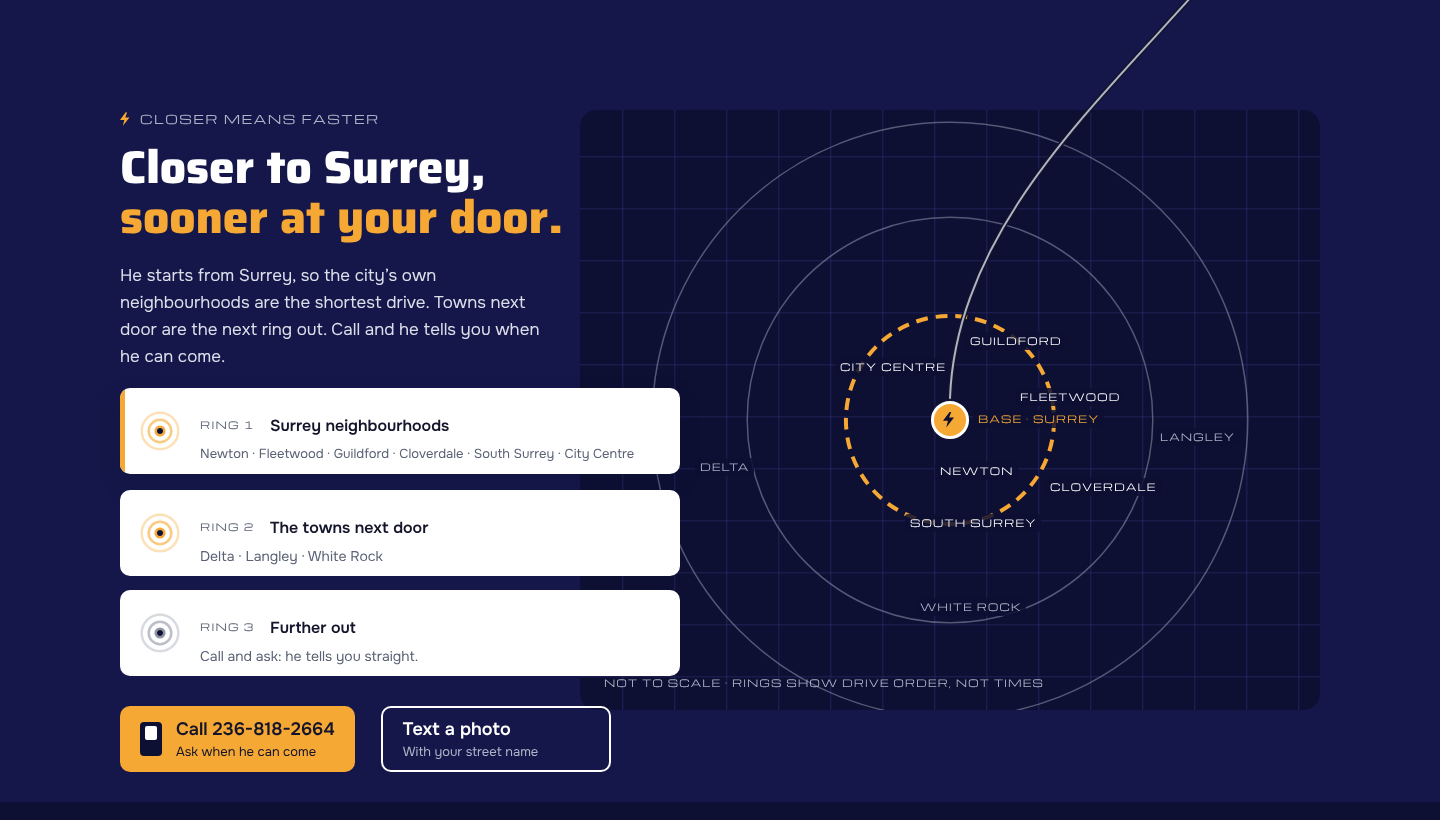 CLOSER MEANS FASTER
Closer to Surrey,
sooner at your door.
He starts from Surrey, so the city’s own
neighbourhoods are the shortest drive. Towns next
door are the next ring out. Call and he tells you when
he can come.
RING 1 Surrey neighbourhoods
Newton · Fleetwood · Guildford · Cloverdale · South Surrey · City Centre
RING 2 The towns next door
Delta · Langley · White Rock
RING 3 Further out
Call and ask: he tells you straight.
Call 236-818-2664
Ask when he can come
Text a photo
With your street name
GUILDFORD
CITY CENTRE
FLEETWOOD
BASE · SURREY
LANGLEY
DELTA
NEWTON
CLOVERDALE
SOUTH SURREY
WHITE ROCK
NOT TO SCALE · RINGS SHOW DRIVE ORDER, NOT TIMES